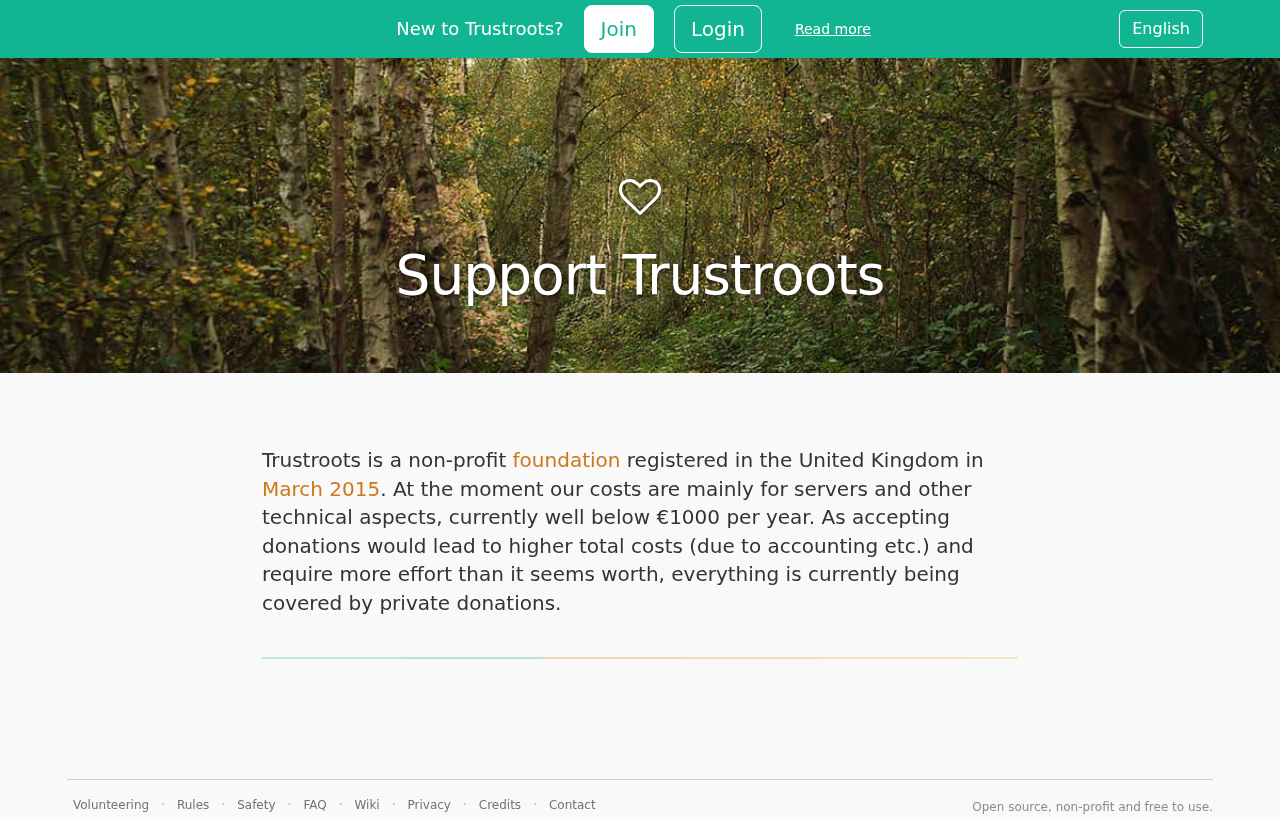 New to Trustroots? Join Login Read more English
Support Trustroots
Trustroots is a non-profit foundation registered in the United Kingdom in
March 2015. At the moment our costs are mainly for servers and other
technical aspects, currently well below €1000 per year. As accepting
donations would lead to higher total costs (due to accounting etc.) and
require more effort than it seems worth, everything is currently being
covered by private donations.
Volunteering · Rules · Safety · FAQ · Wiki · Privacy · Credits · Contact
Open source, non-profit and free to use.